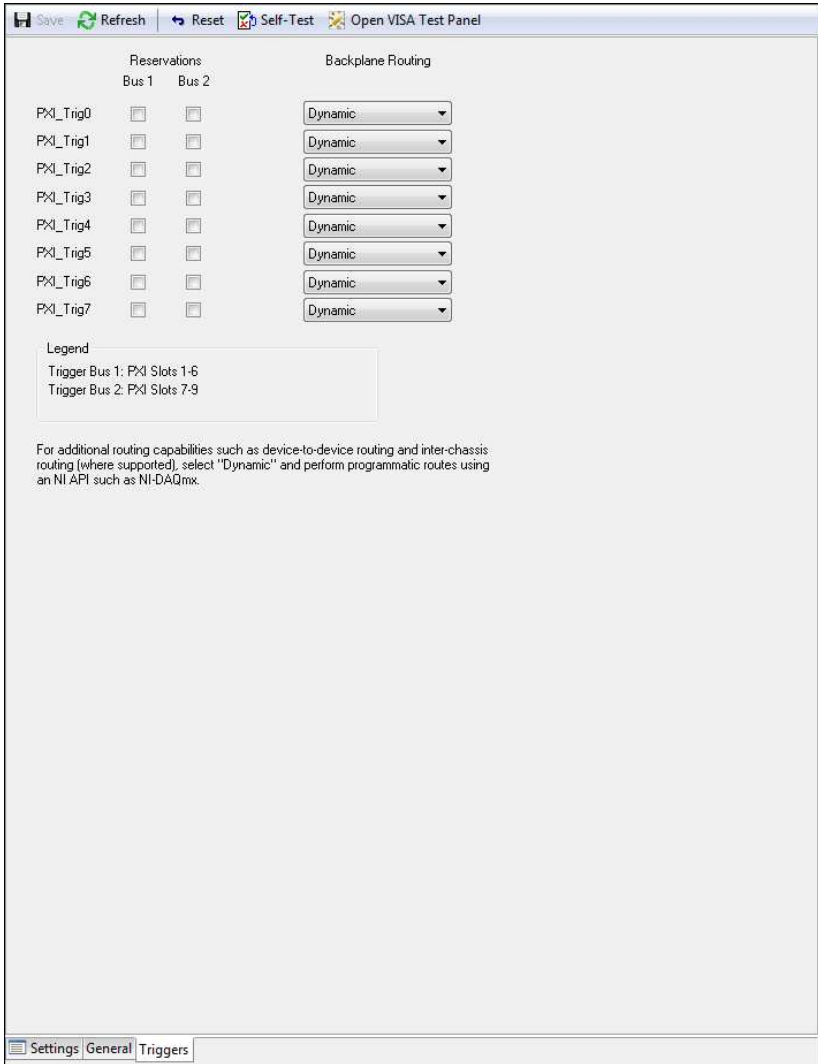 Save Refresh Reset Self-Test Open VISA Test Panel
Reservations Backplane Routing
Bus 1 Bus 2
PXI_Trig0 Dynamic
PXI_Trig1 Dynamic
PXI_Trig2 Dynamic
PXI_Trig3 Dynamic
PXI_Trig4 Dynamic
PXI_Trig5 Dynamic
PXI_Trig6 Dynamic
PXI_Trig7 Dynamic
Legend
Trigger Bus 1: PXI Slots 1-6
Trigger Bus 2: PXI Slots 7-9
For additional routing capabilities such as device-to-device routing and inter-chassis
routing (where supported), select "Dynamic" and perform programmatic routes using
an NI API such as NI-DAQmx.
Settings General Triggers